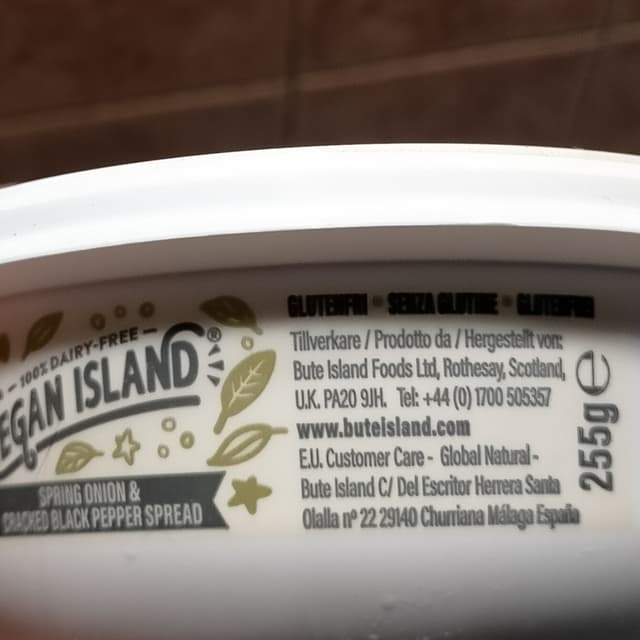 100% DAIRY-FREE
EGAN ISLAND®
SPRING ONION &
CRACKED BLACK PEPPER SPREAD
GLUTENFRI • SENZA GLUTINE • GLUTENFREI
Tillverkare / Prodotto da / Hergestellt von:
Bute Island Foods Ltd, Rothesay, Scotland,
U.K. PA20 9JH. Tel: +44 (0) 1700 505357
www.buteisland.com
E.U. Customer Care - Global Natural -
Bute Island C/ Del Escritor Herrera Santa
Olalla nº 22 29140 Churriana Málaga España
255g e